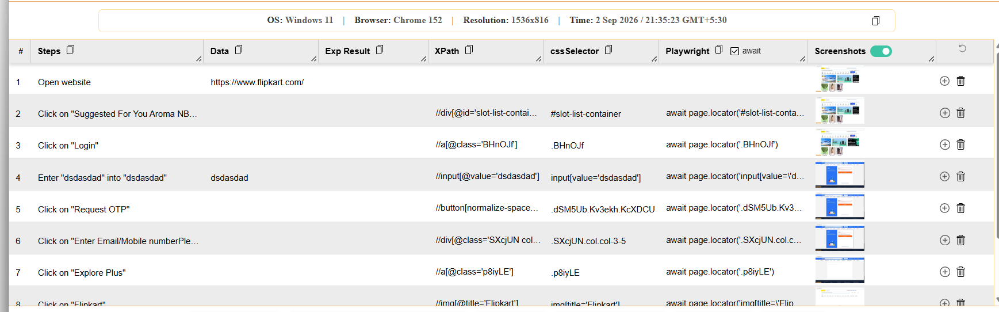 OS: Windows 11 | Browser: Chrome 152 | Resolution: 1536x816 | Time: 2 Sep 2026 / 21:35:23 GMT+5:30
# Steps Data Exp Result XPath cssSelector Playwright await Screenshots
1 Open website https://www.flipkart.com/
2 Click on "Suggested For You Aroma NB... //div[@id='slot-list-contai... #slot-list-container await page.locator('#slot-list-conta...
3 Click on "Login" //a[@class='BHnOJf'] .BHnOJf await page.locator('.BHnOJf')
4 Enter "dsdasdad" into "dsdasdad" dsdasdad //input[@value='dsdasdad'] input[value='dsdasdad'] await page.locator('input[value=\'d...
5 Click on "Request OTP" //button[normalize-space... .dSM5Ub.Kv3ekh.KcXDCU await page.locator('.dSM5Ub.Kv3...
6 Click on "Enter Email/Mobile numberPle... //div[@class='SXcjUN col... .SXcjUN.col.col-3-5 await page.locator('.SXcjUN.col.c...
7 Click on "Explore Plus" //a[@class='p8iyLE'] .p8iyLE await page.locator('.p8iyLE')
8 Click on "Flipkart" //img[@title='Flipkart'] img[title='Flipkart'] await page.locator('img[title=\'Flip